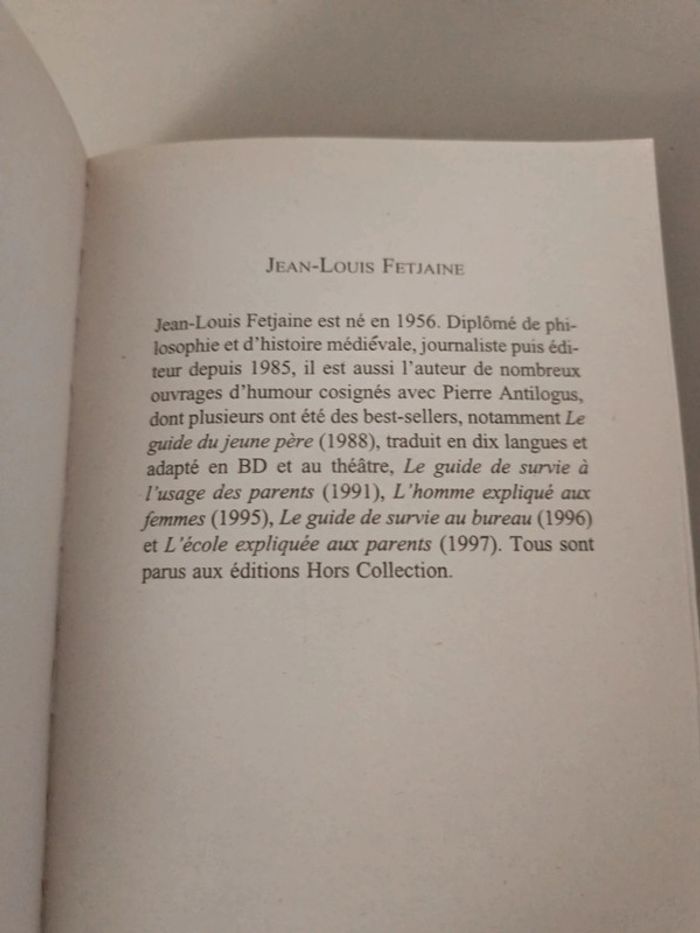 JEAN-LOUIS FETJAINE
Jean-Louis Fetjaine est né en 1956. Diplômé de phi-
losophie et d'histoire médiévale, journaliste puis édi-
teur depuis 1985, il est aussi l'auteur de nombreux
ouvrages d'humour cosignés avec Pierre Antilogus,
dont plusieurs ont été des best-sellers, notamment Le
guide du jeune père (1988), traduit en dix langues et
adapté en BD et au théâtre, Le guide de survie à
l'usage des parents (1991), L'homme expliqué aux
femmes (1995), Le guide de survie au bureau (1996)
et L'école expliquée aux parents (1997). Tous sont
parus aux éditions Hors Collection.